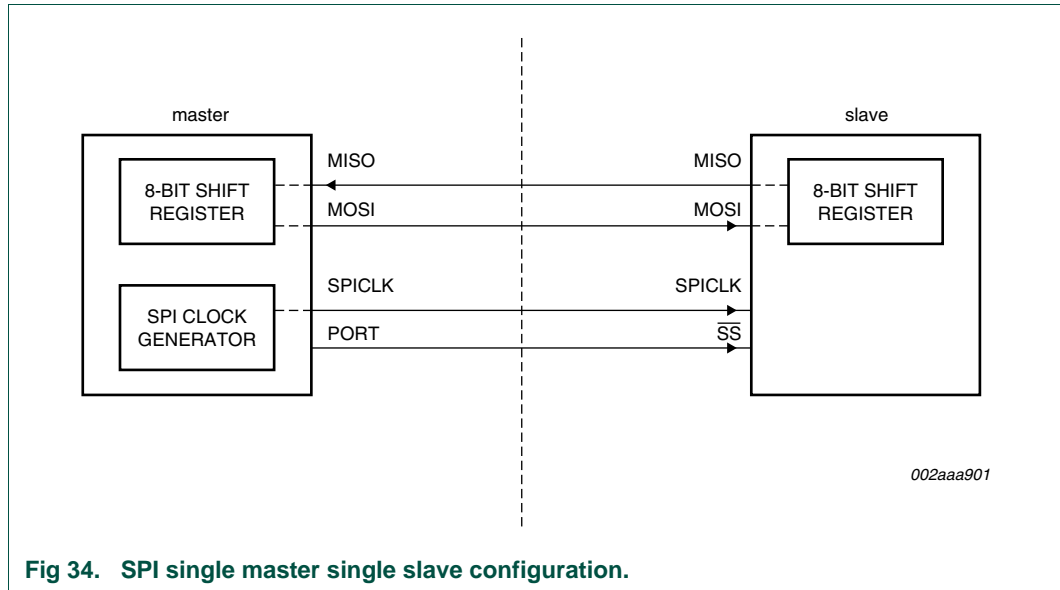 master
slave
MISO
MISO
8-BIT SHIFT
REGISTER
8-BIT SHIFT
REGISTER
MOSI
MOSI
SPICLK
SPICLK
SPI CLOCK
GENERATOR
PORT
S̅S̅
002aaa901
Fig 34. SPI single master single slave configuration.